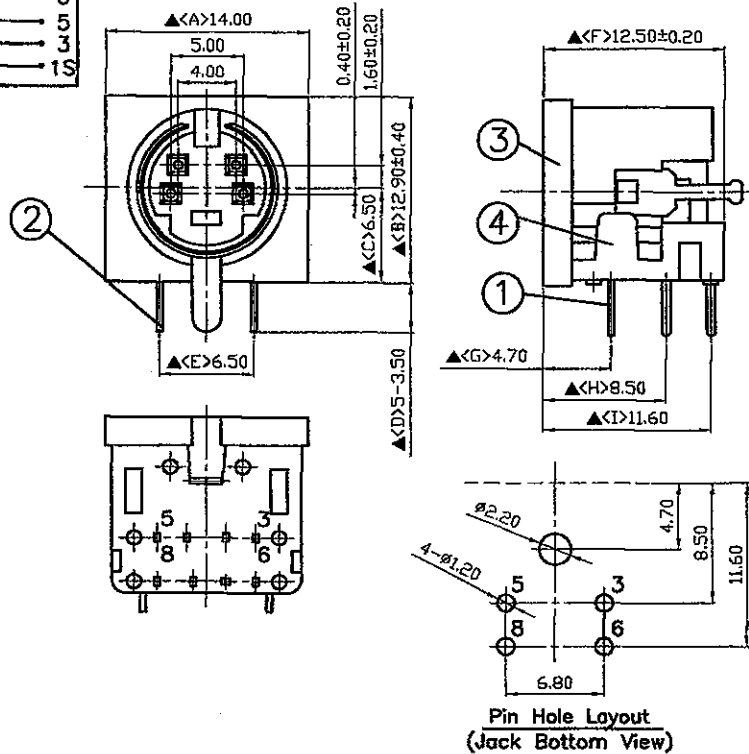 5
3
1S
▲<A>14.00
5.00
4.00
0.40±0.20
1.60±0.20
▲<C>6.50
▲<B>12.90±0.40
②
▲<E>6.50
▲<D>5-3.50
▲<F>12.50±0.20
③
④
①
▲<G>4.70
▲<H>8.50
▲<I>11.60
5 3
8 6
ø2.20
4-ø1.20
4.70
8.50
11.60
5 3
8 6
6.80
Pin Hole Layout
(Jack Bottom View)